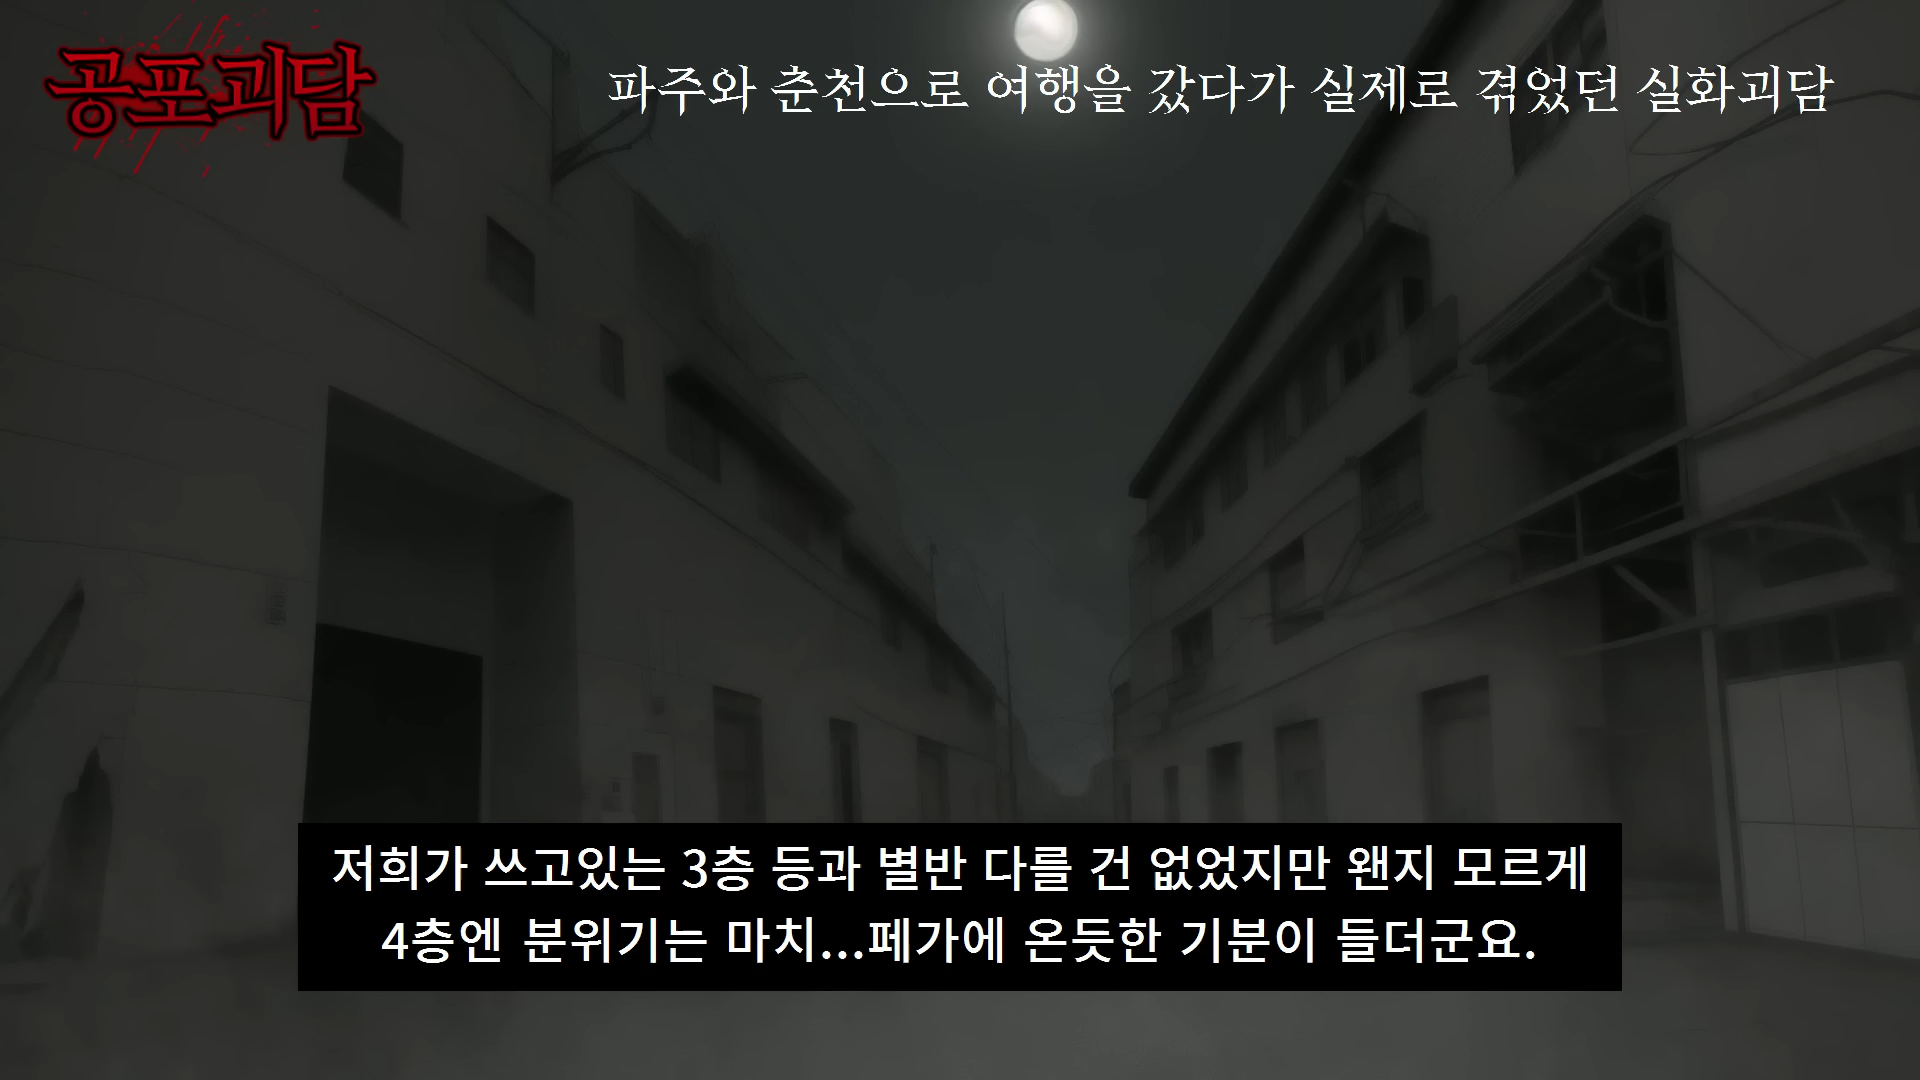 공포괴담
파주와 춘천으로 여행을 갔다가 실제로 겪었던 실화괴담
저희가 쓰고있는 3층 등과 별반 다를 건 없었지만 왠지 모르게
4층엔 분위기는 마치...페가에 온듯한 기분이 들더군요.